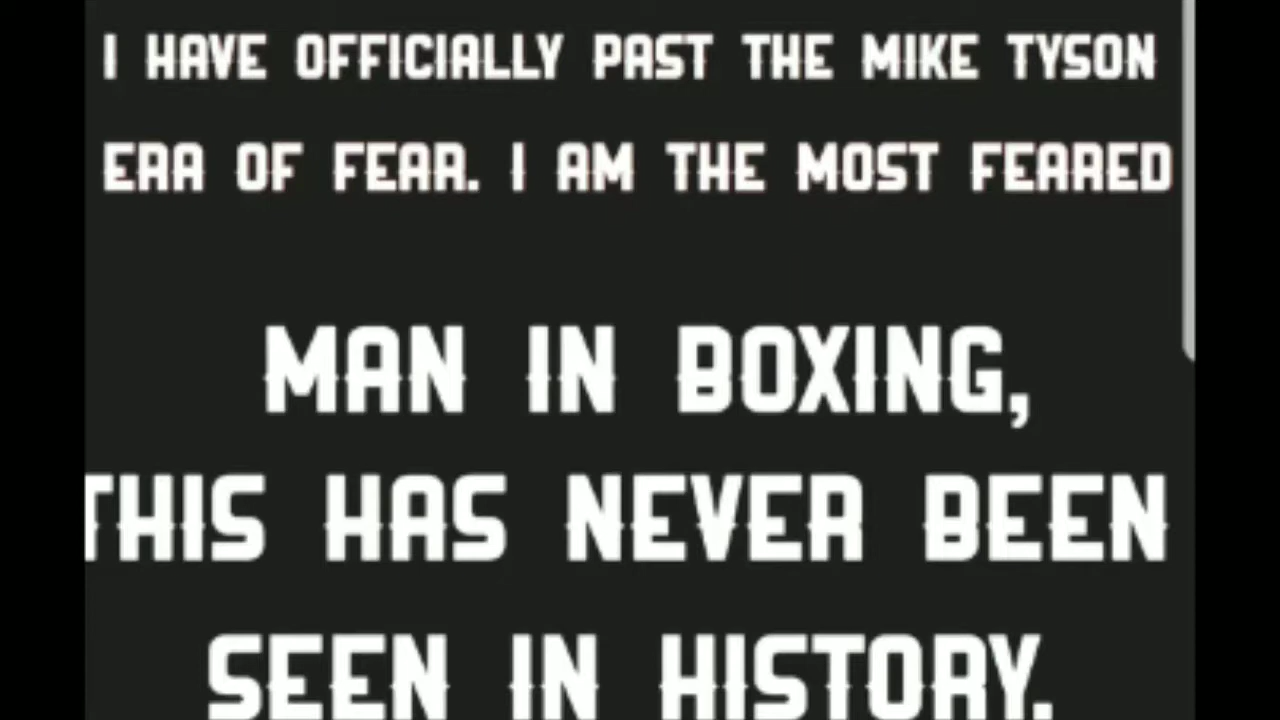 I HAVE OFFICIALLY PAST THE MIKE TYSON
ERA OF FEAR. I AM THE MOST FEARED
MAN IN BOXING,
THIS HAS NEVER BEEN
SEEN IN HISTORY.